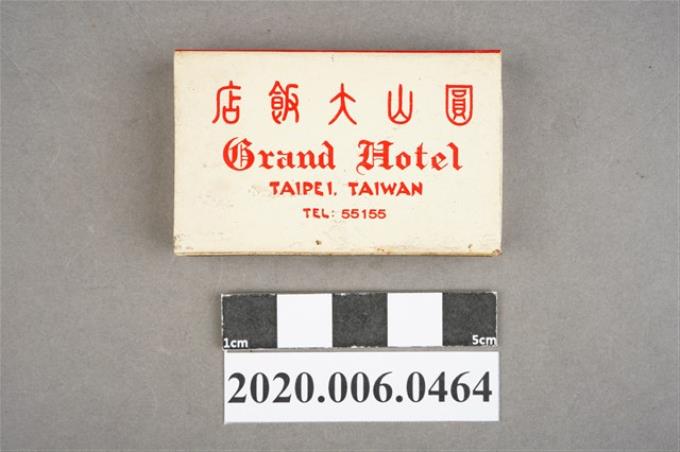 圓山大飯店
Grand Hotel
TAIPEI. TAIWAN
TEL: 55155
1cm 5cm
2020.006.0464